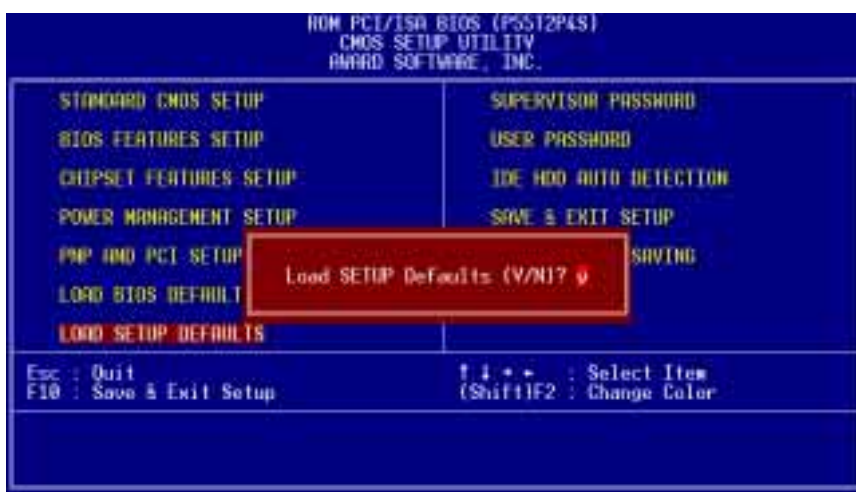 ROM PCI/ISA BIOS (P55T2P4S)
CMOS SETUP UTILITY
AWARD SOFTWARE, INC.
STANDARD CMOS SETUP
BIOS FEATURES SETUP
CHIPSET FEATURES SETUP
POWER MANAGEMENT SETUP
PNP AND PCI SETUP
LOAD BIOS DEFAULT
LOAD SETUP DEFAULTS
SUPERVISOR PASSWORD
USER PASSWORD
IDE HDD AUTO DETECTION
SAVE & EXIT SETUP
SAVING
Load SETUP Defaults (Y/N)? y
Esc : Quit
F10 : Save & Exit Setup
↑ ↓ → ← : Select Item
(Shift)F2 : Change Color